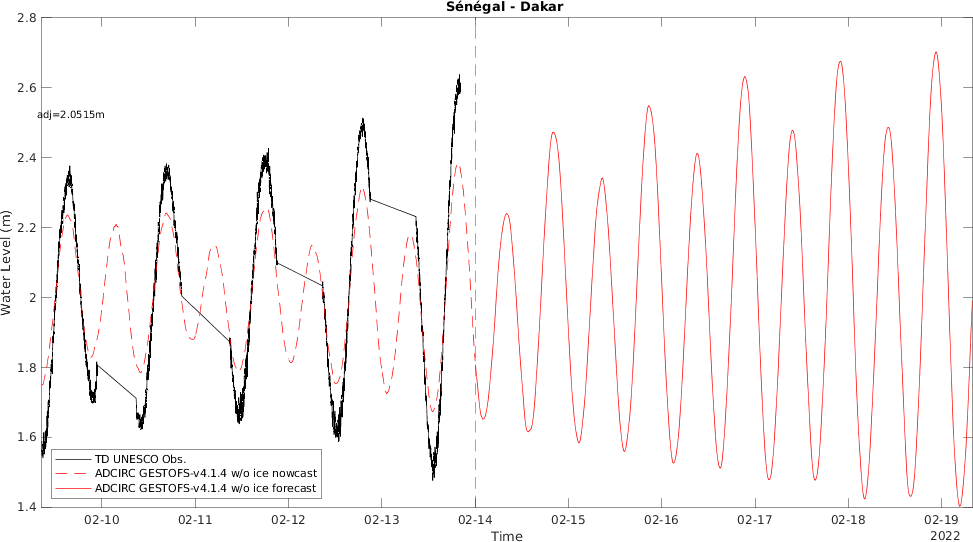 Sénégal - Dakar
2.8
2.6
2.4
2.2
2
1.8
1.6
1.4
Water Level (m)
adj=2.0515m
TD UNESCO Obs.
ADCIRC GESTOFS-v4.1.4 w/o ice nowcast
ADCIRC GESTOFS-v4.1.4 w/o ice forecast
02-10 02-11 02-12 02-13 02-14 02-15 02-16 02-17 02-18 02-19
2022
Time